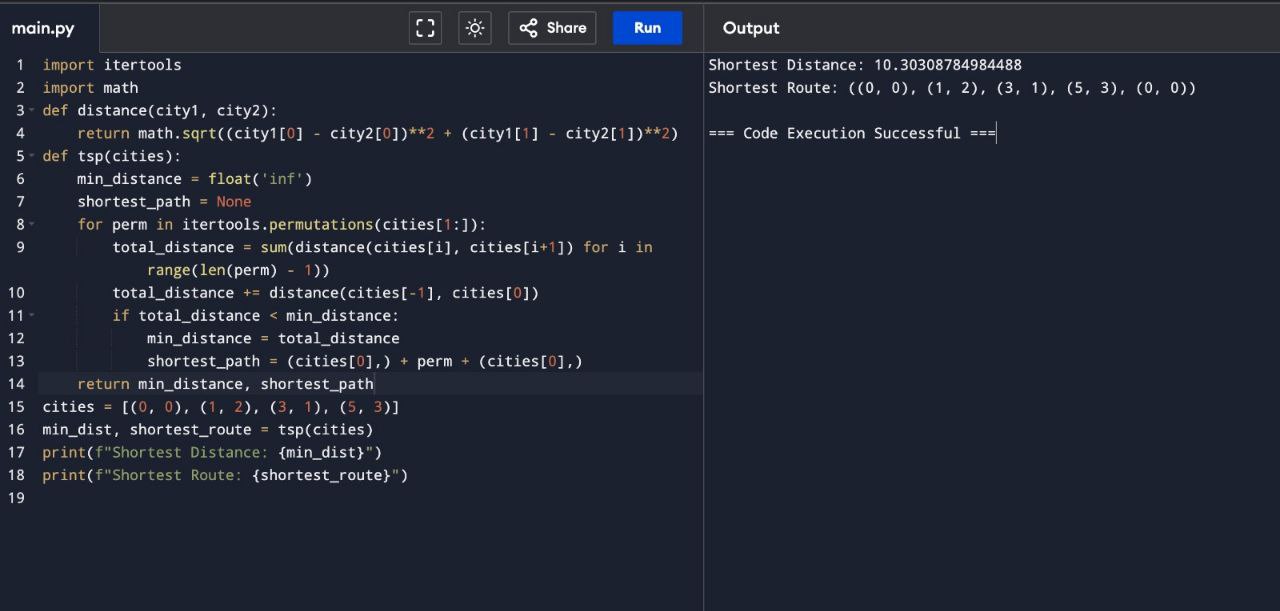 main.py
Share
Run
Output
1 import itertools
2 import math
3 def distance(city1, city2):
4     return math.sqrt((city1[0] - city2[0])**2 + (city1[1] - city2[1])**2)
5 def tsp(cities):
6     min_distance = float('inf')
7     shortest_path = None
8     for perm in itertools.permutations(cities[1:]):
9         total_distance = sum(distance(cities[i], cities[i+1]) for i in
            range(len(perm) - 1))
10         total_distance += distance(cities[-1], cities[0])
11         if total_distance < min_distance:
12             min_distance = total_distance
13             shortest_path = (cities[0],) + perm + (cities[0],)
14     return min_distance, shortest_path
15 cities = [(0, 0), (1, 2), (3, 1), (5, 3)]
16 min_dist, shortest_route = tsp(cities)
17 print(f"Shortest Distance: {min_dist}")
18 print(f"Shortest Route: {shortest_route}")
19
Shortest Distance: 10.30308784984488
Shortest Route: ((0, 0), (1, 2), (3, 1), (5, 3), (0, 0))
=== Code Execution Successful ===